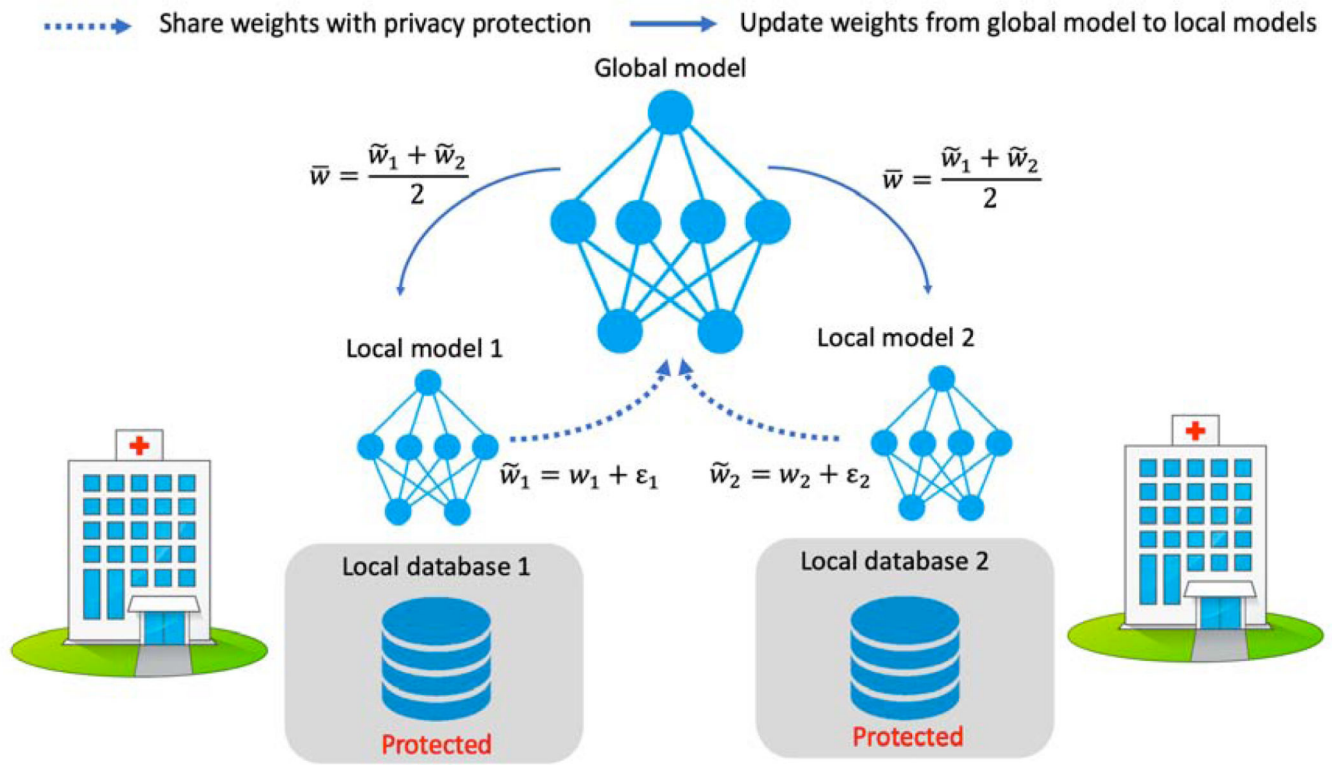 Share weights with privacy protection
Update weights from global model to local models
Global model
w̅ = (w̃₁ + w̃₂) / 2
w̅ = (w̃₁ + w̃₂) / 2
Local model 1
Local model 2
w̃₁ = w₁ + ε₁
w̃₂ = w₂ + ε₂
Local database 1
Local database 2
Protected
Protected